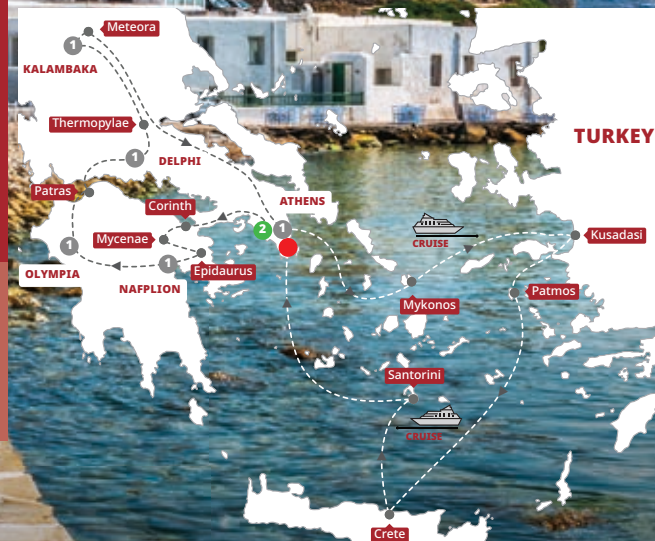 Meteora
1
KALAMBAKA
Thermopylae
1
DELPHI
TURKEY
Patras
Corinth
ATHENS
2
1
CRUISE
Kusadasi
Mycenae
1
OLYMPIA
Epidaurus
1
NAFPLION
Mykonos
Patmos
Santorini
CRUISE
Crete